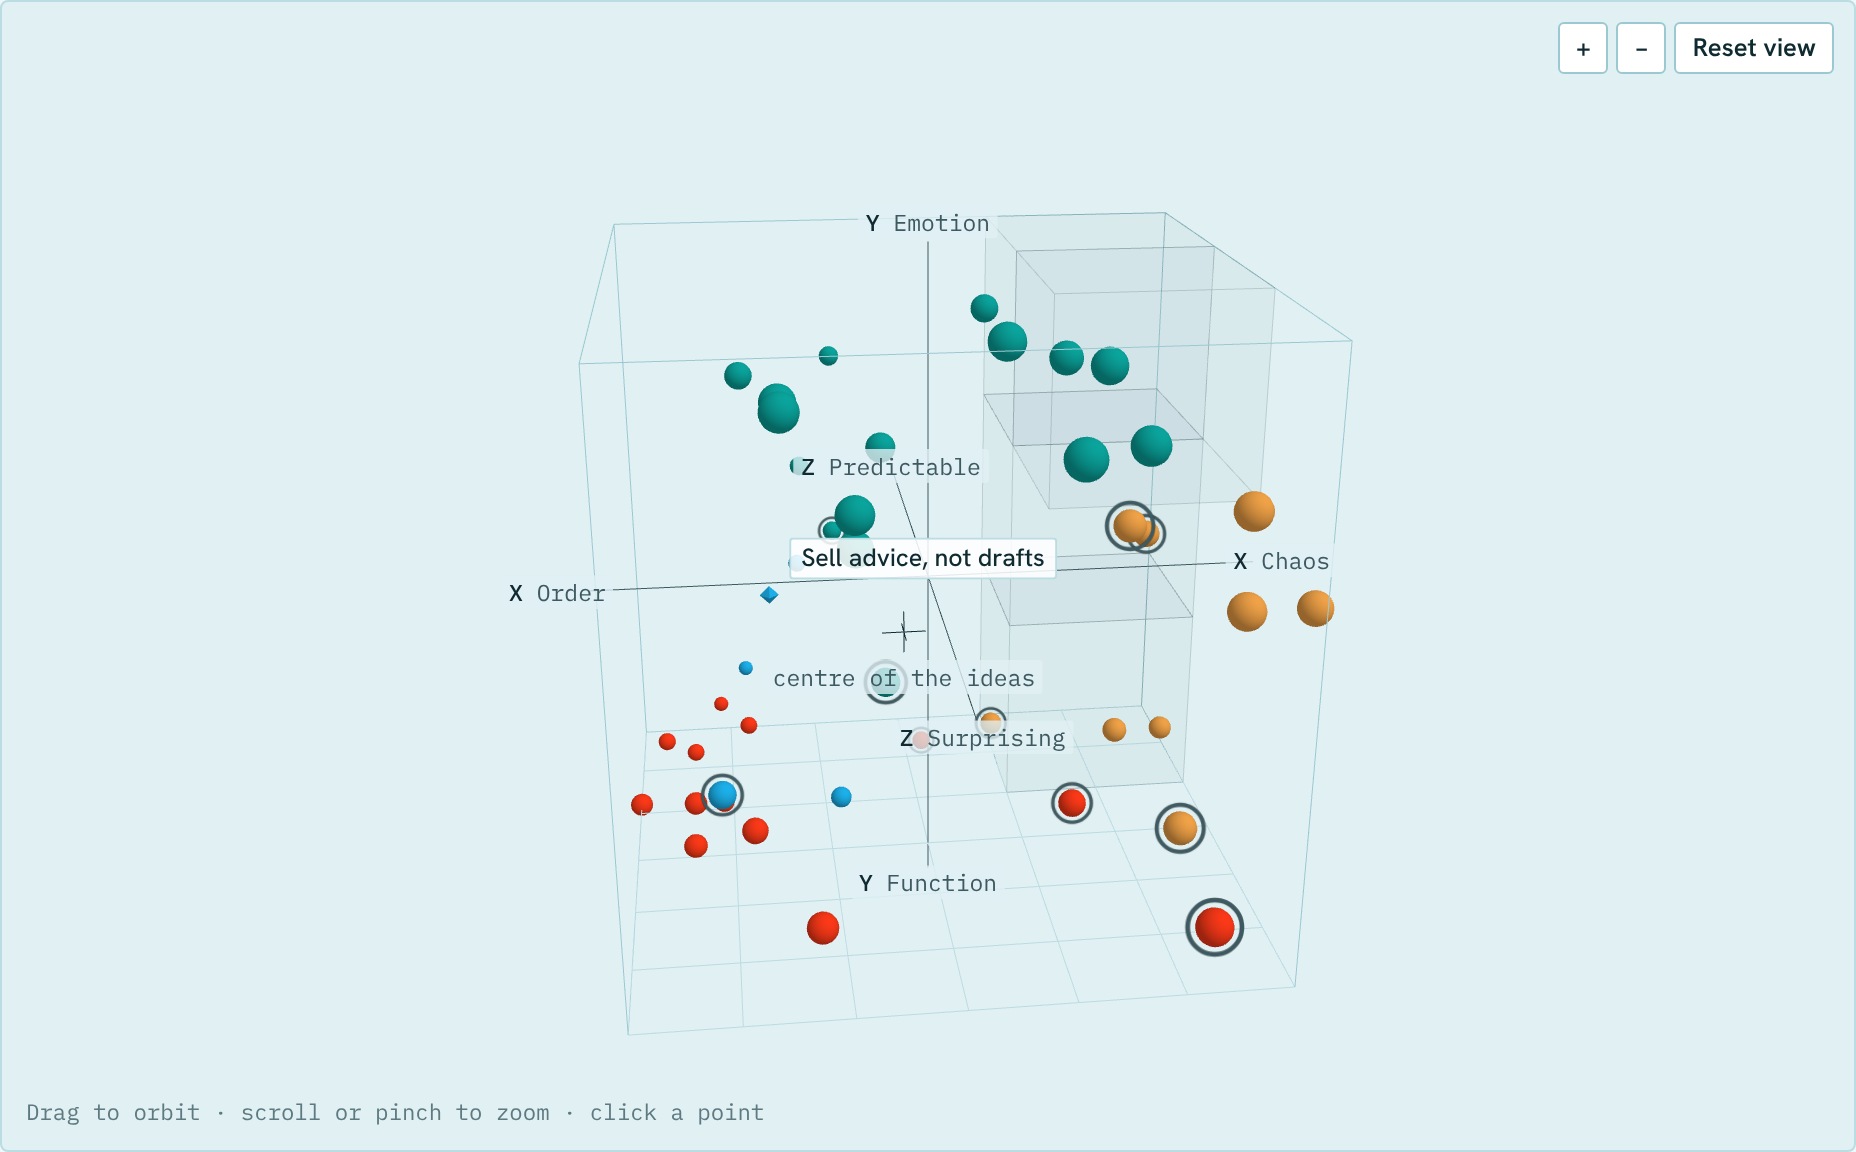 +
–
Reset view
Y Emotion
Z Predictable
Sell advice, not drafts
X Chaos
X Order
centre of the ideas
Z Surprising
Y Function
Drag to orbit · scroll or pinch to zoom · click a point